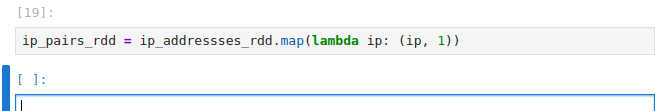 [19]:
ip_pairs_rdd = ip_addressses_rdd.map(lambda ip: (ip, 1))
[ ]: